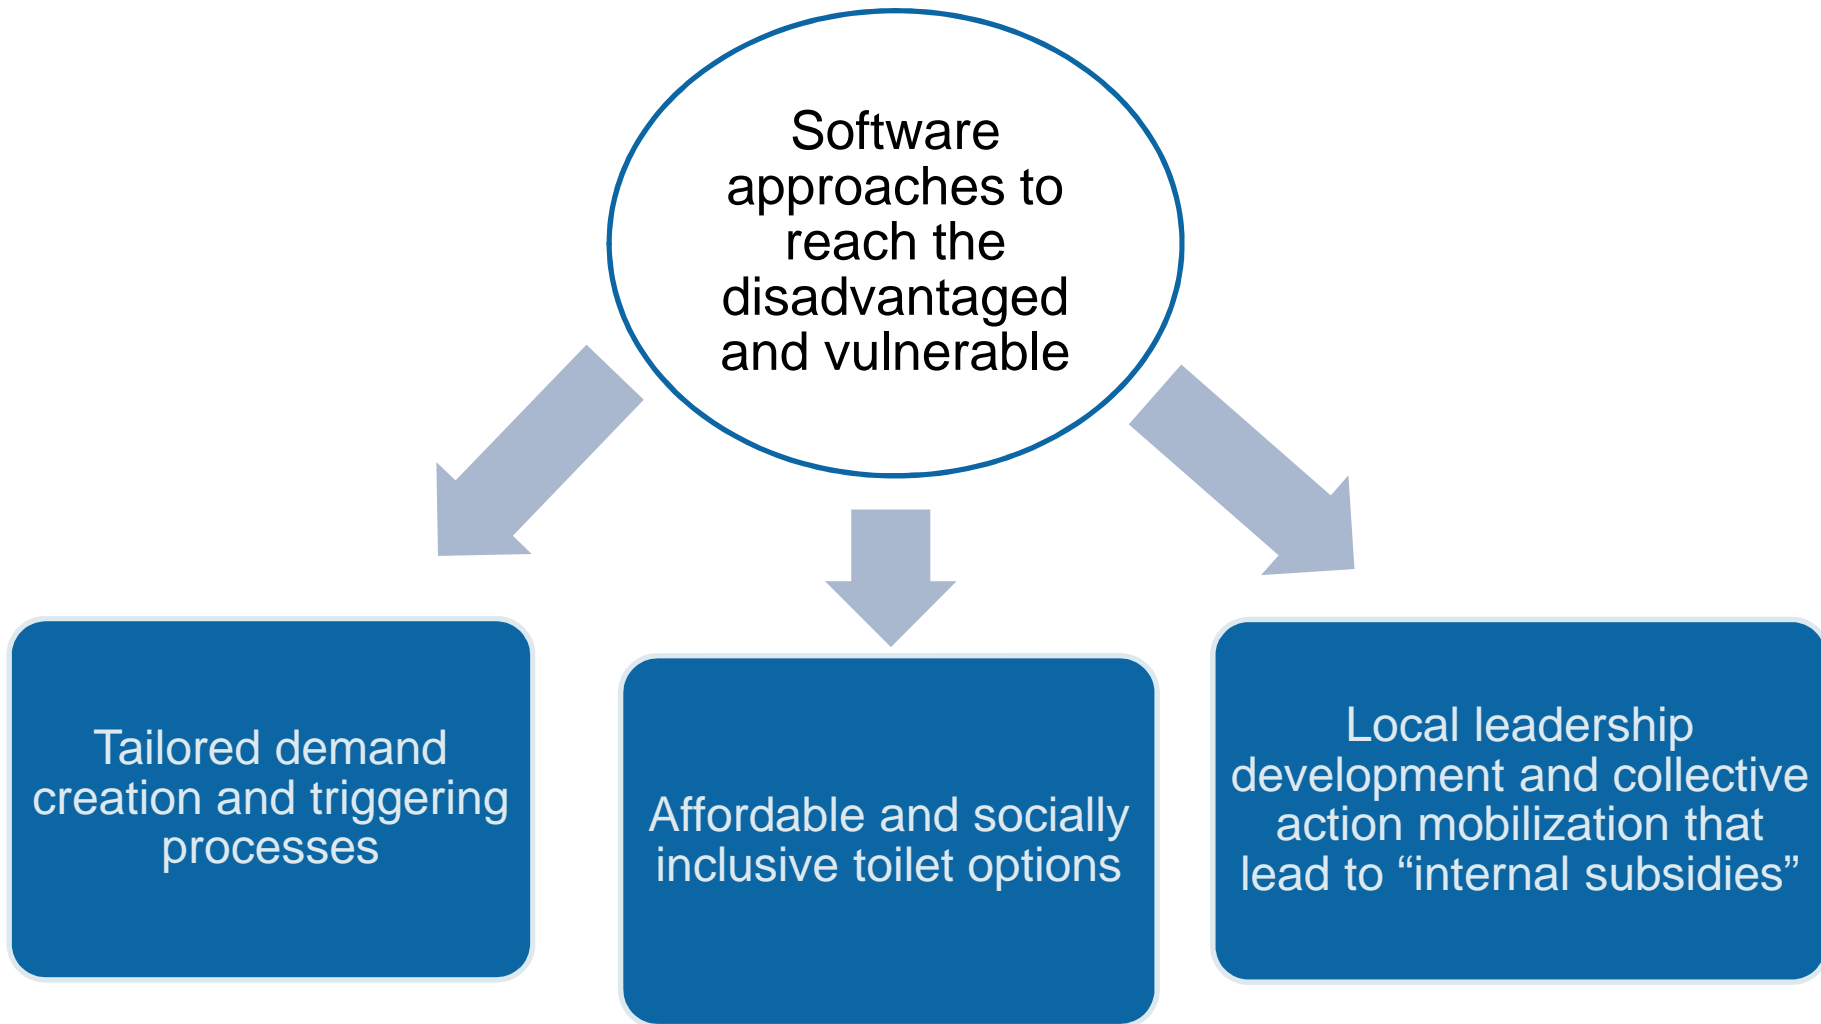 Software
approaches to
reach the
disadvantaged
and vulnerable
Tailored demand
creation and triggering
processes
Affordable and socially
inclusive toilet options
Local leadership
development and collective
action mobilization that
lead to “internal subsidies”